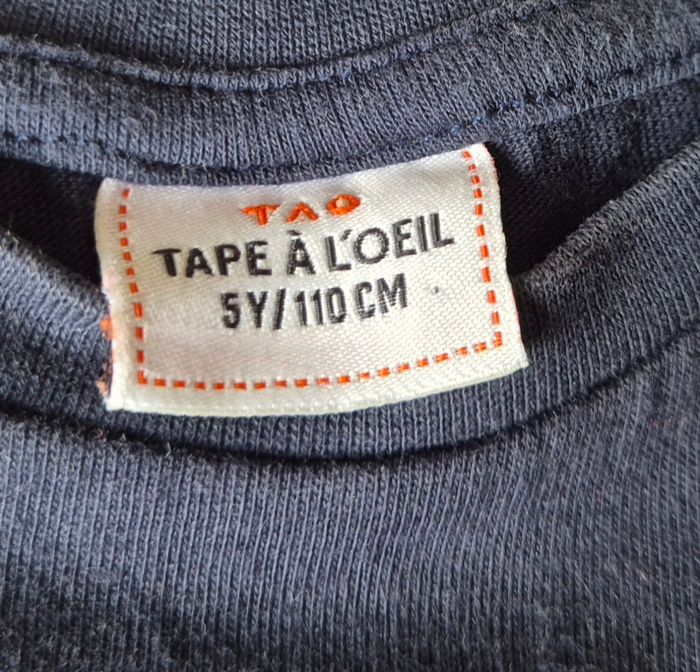 TAO
TAPE À L'OEIL
5Y/110 CM